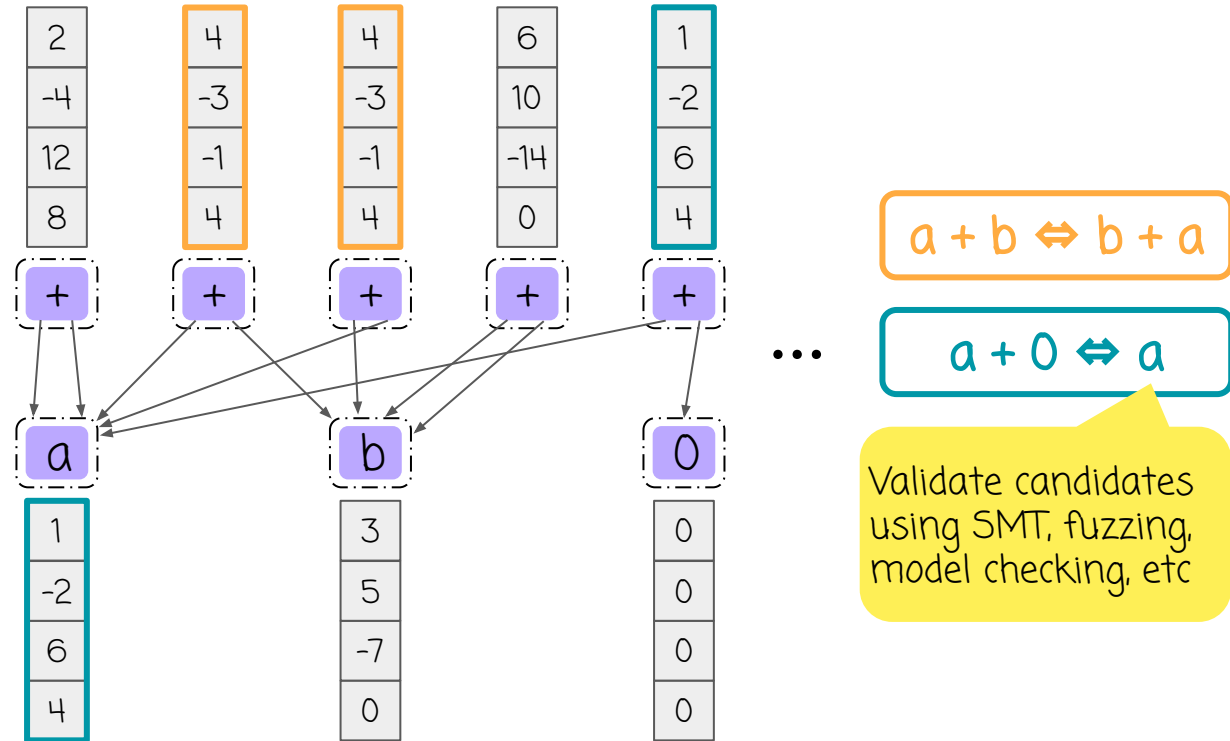 2 4 4 6 1
-4 -3 -3 10 -2
12 -1 -1 -14 6
8 4 4 0 4
+ + + + +
a + b ⇔ b + a
a + 0 ⇔ a
...
a b 0
Validate candidates
using SMT, fuzzing,
model checking, etc
1 3 0
-2 5 0
6 -7 0
4 0 0